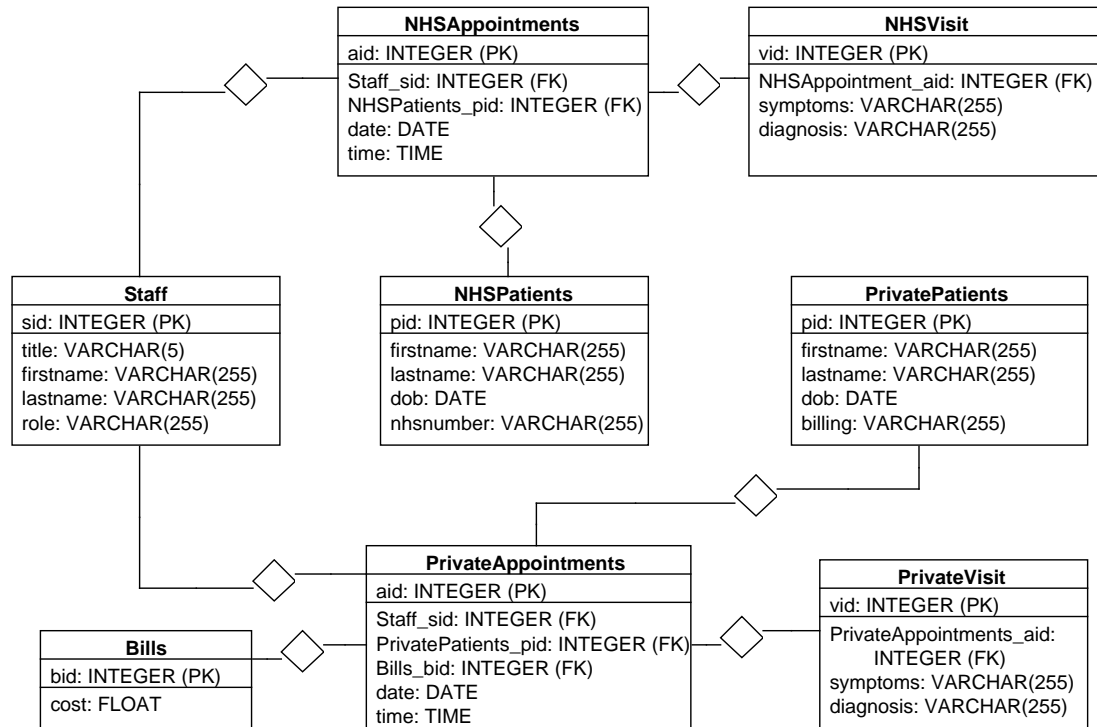 NHSAppointments
aid: INTEGER (PK)
Staff_sid: INTEGER (FK)
NHSPatients_pid: INTEGER (FK)
date: DATE
time: TIME
NHSVisit
vid: INTEGER (PK)
NHSAppointment_aid: INTEGER (FK)
symptoms: VARCHAR(255)
diagnosis: VARCHAR(255)
Staff
sid: INTEGER (PK)
title: VARCHAR(5)
firstname: VARCHAR(255)
lastname: VARCHAR(255)
role: VARCHAR(255)
NHSPatients
pid: INTEGER (PK)
firstname: VARCHAR(255)
lastname: VARCHAR(255)
dob: DATE
nhsnumber: VARCHAR(255)
PrivatePatients
pid: INTEGER (PK)
firstname: VARCHAR(255)
lastname: VARCHAR(255)
dob: DATE
billing: VARCHAR(255)
Bills
bid: INTEGER (PK)
cost: FLOAT
PrivateAppointments
aid: INTEGER (PK)
Staff_sid: INTEGER (FK)
PrivatePatients_pid: INTEGER (FK)
Bills_bid: INTEGER (FK)
date: DATE
time: TIME
PrivateVisit
vid: INTEGER (PK)
PrivateAppointments_aid:
INTEGER (FK)
symptoms: VARCHAR(255)
diagnosis: VARCHAR(255)